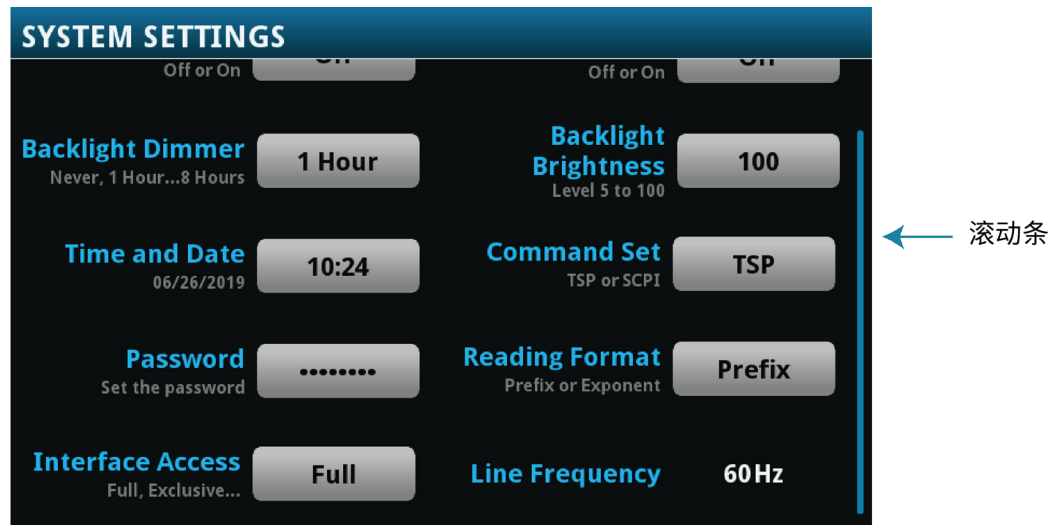 SYSTEM SETTINGS
Off or On
Off or On
Backlight Dimmer
Never, 1 Hour...8 Hours
1 Hour
Backlight
Brightness
Level 5 to 100
100
滚动条
Time and Date
06/26/2019
10:24
Command Set
TSP or SCPI
TSP
Password
Set the password
••••••••
Reading Format
Prefix or Exponent
Prefix
Interface Access
Full, Exclusive...
Full
Line Frequency
60Hz